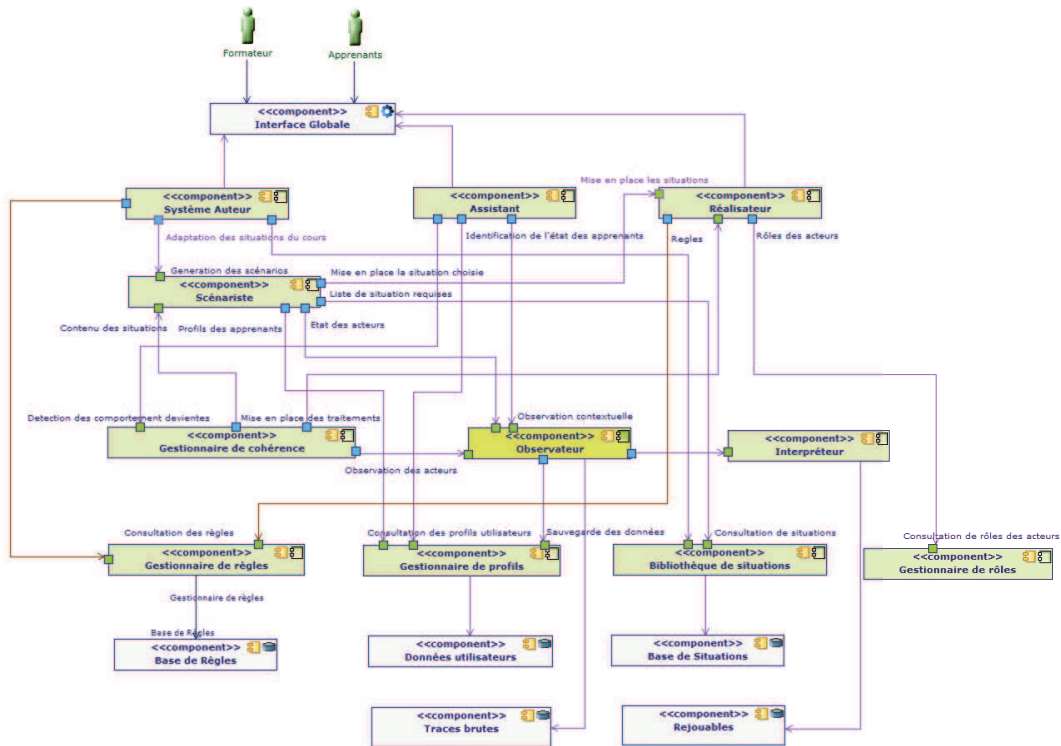 Formateur
Apprenants
<<component>>
Interface Globale
Mise en place les situations
<<component>>
Système Auteur
<<component>>
Assistant
<<component>>
Réalisateur
Adaptation des situations du cours
Identification de l'état des apprenants
Regles
Rôles des acteurs
Generation des scénarios
Mise en place la situation choisie
<<component>>
Scénariste
Liste de situation requises
Contenu des situations
Profils des apprenants
Etat des acteurs
Detection des comportement devientes
Mise en place des traitements
Observation contextuelle
<<component>>
Gestionnaire de cohérence
<<component>>
Observateur
<<component>>
Interpréteur
Observation des acteurs
Consultation des règles
Consultation des profils utilisateurs
Sauvegarde des données
Consultation de situations
Consultation de rôles des acteurs
<<component>>
Gestionnaire de règles
<<component>>
Gestionnaire de profils
<<component>>
Bibliothèque de situations
<<component>>
Gestionnaire de rôles
Gestionnaire de règles
Base de Règles
<<component>>
Base de Règles
<<component>>
Données utilisateurs
<<component>>
Base de Situations
<<component>>
Traces brutes
<<component>>
Rejouables